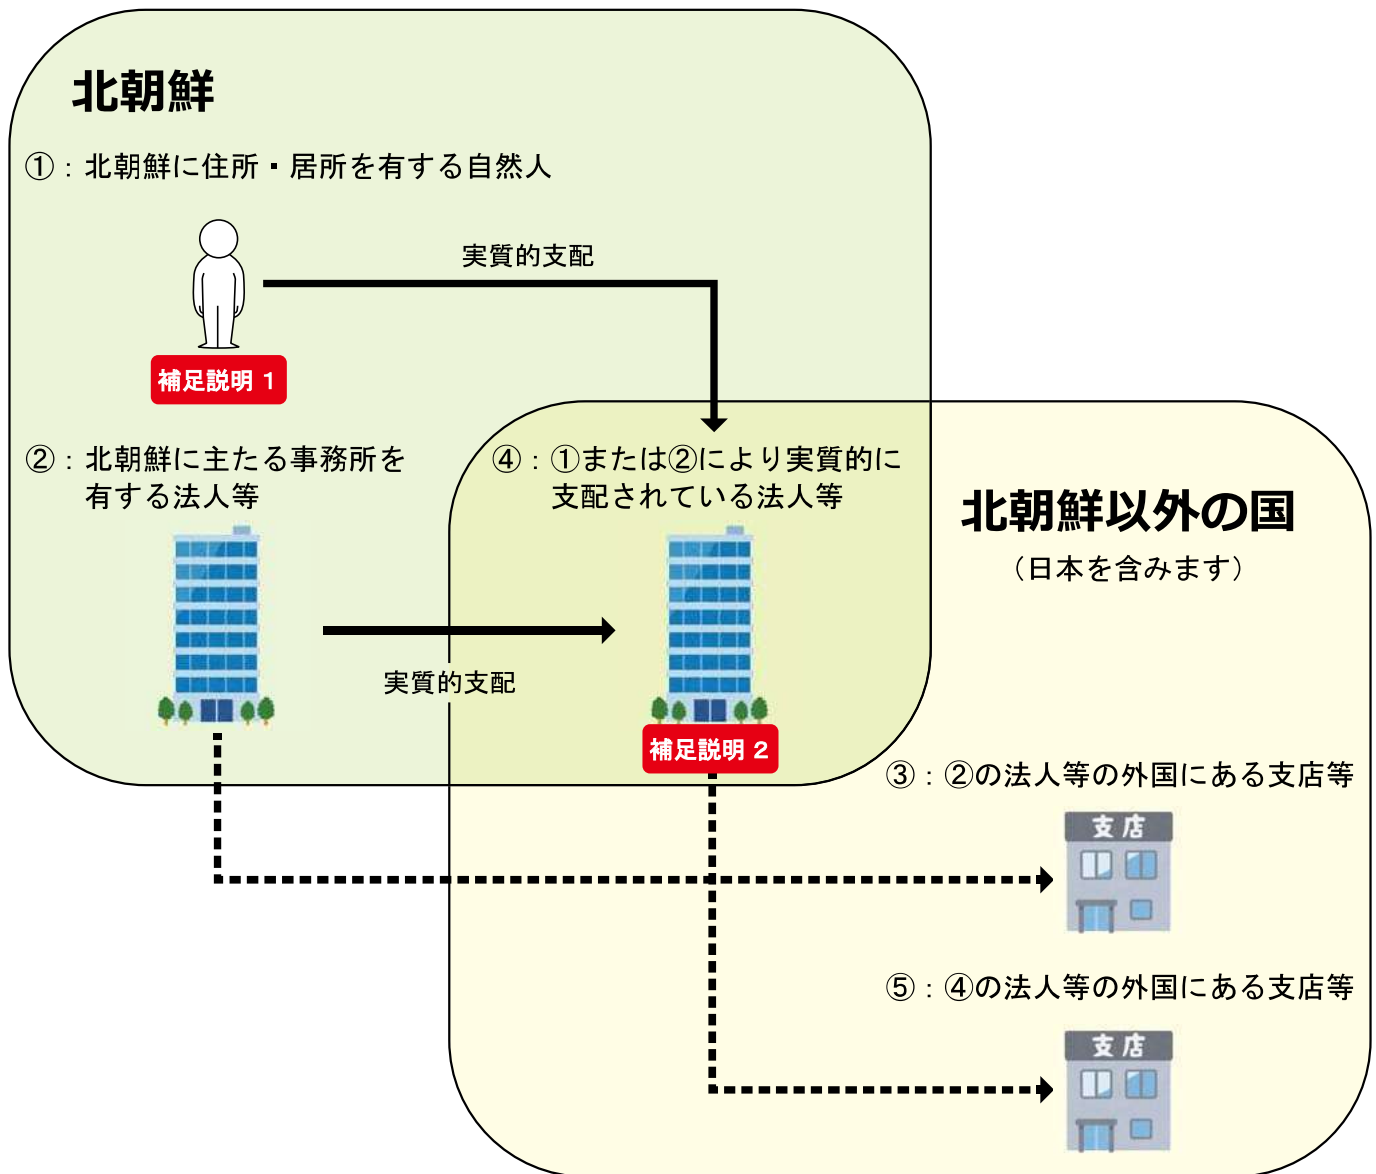 北朝鮮
①：北朝鮮に住所・居所を有する自然人
実質的支配
補足説明 1
②：北朝鮮に主たる事務所を
有する法人等
④：①または②により実質的に
支配されている法人等
北朝鮮以外の国
（日本を含みます）
実質的支配
補足説明 2
③：②の法人等の外国にある支店等
支店
⑤：④の法人等の外国にある支店等
支店